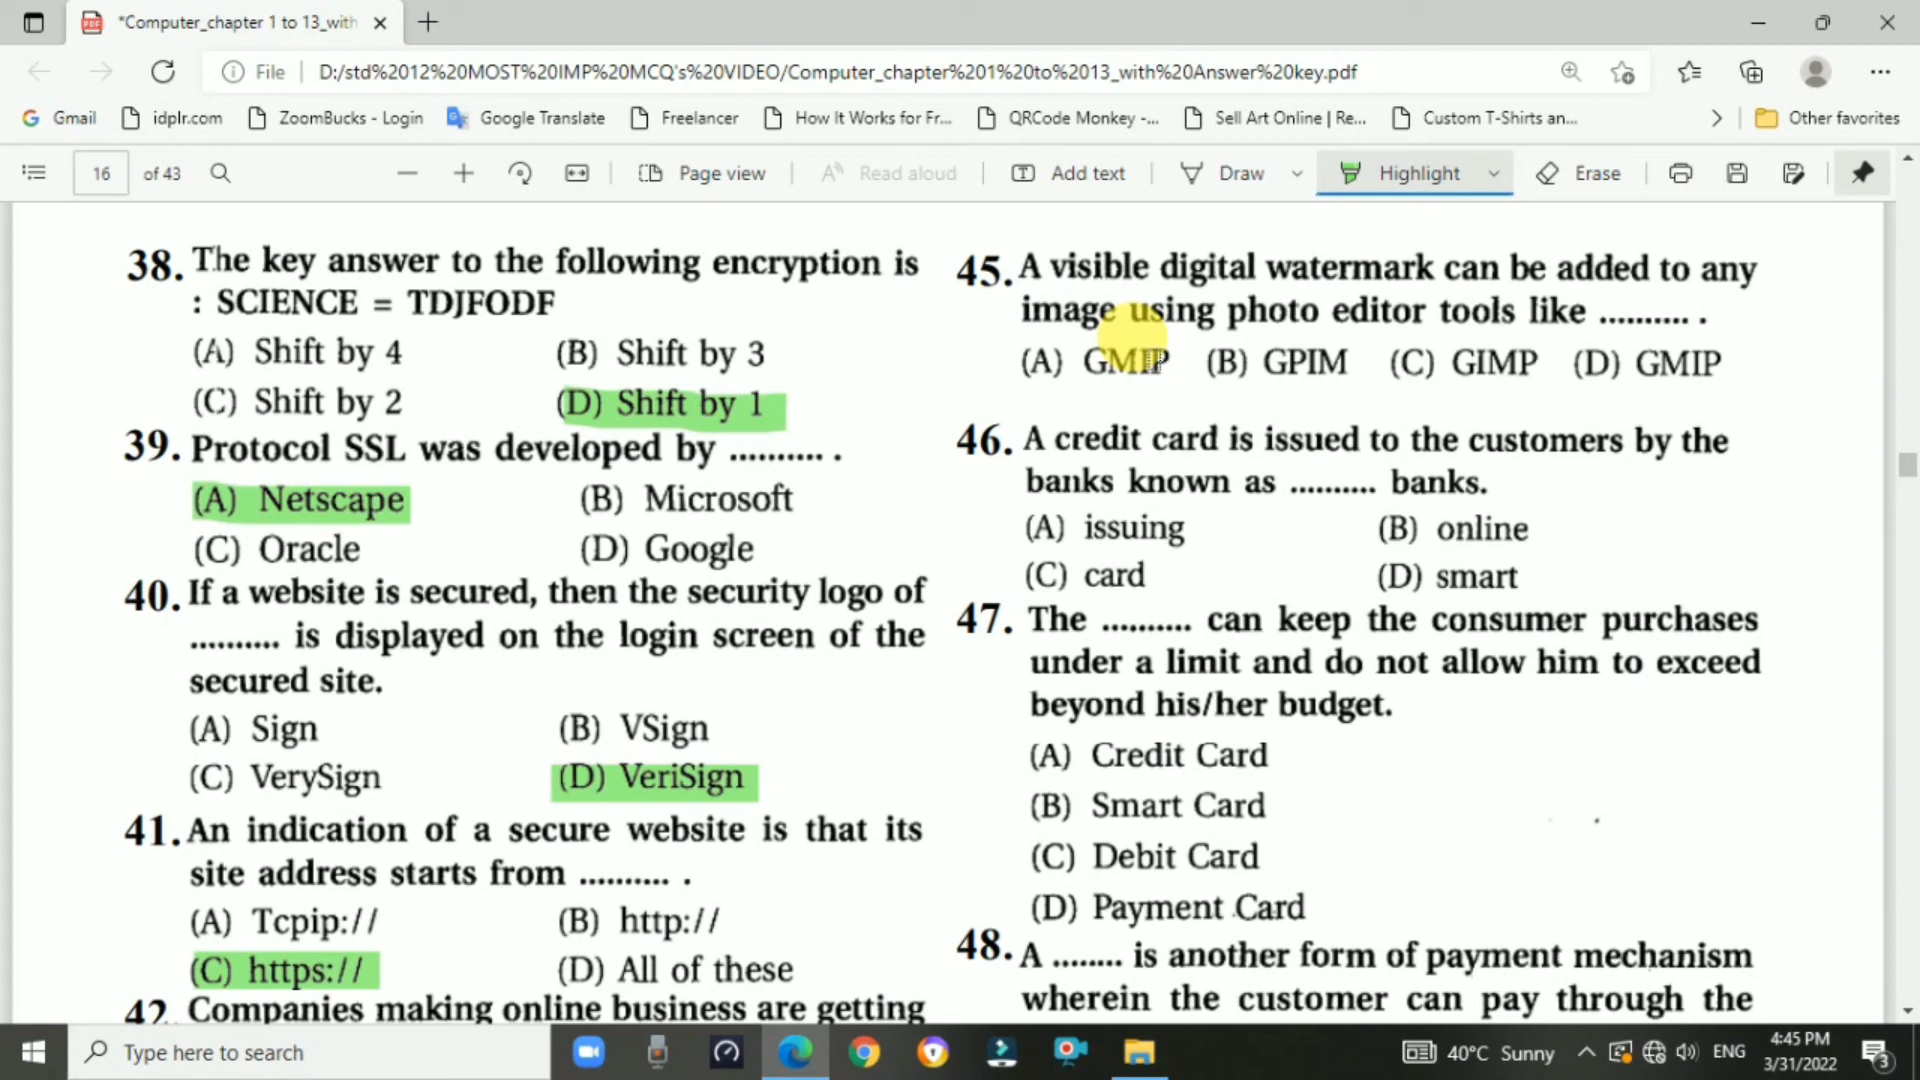 *Computer_chapter 1 to 13_with
File
D:/std%2012%20MOST%20IMP%20MCQ's%20VIDEO/Computer_chapter%201%20to%2013_with%20Answer%20key.pdf
Gmail
idplr.com
ZoomBucks - Login
Google Translate
Freelancer
How It Works for Fr...
QRCode Monkey -...
Sell Art Online | Re...
Custom T-Shirts an...
Other favorites
16 of 43
Page view
Read aloud
Add text
Draw
Highlight
Erase
38. The key answer to the following encryption is
: SCIENCE = TDJFODF
(A) Shift by 4 (B) Shift by 3
(C) Shift by 2 (D) Shift by 1
39. Protocol SSL was developed by .......... .
(A) Netscape (B) Microsoft
(C) Oracle (D) Google
40. If a website is secured, then the security logo of
.......... is displayed on the login screen of the
secured site.
(A) Sign (B) VSign
(C) VerySign (D) VeriSign
41. An indication of a secure website is that its
site address starts from .......... .
(A) Tcpip:// (B) http://
(C) https:// (D) All of these
42. Companies making online business are getting
45. A visible digital watermark can be added to any
image using photo editor tools like .......... .
(A) GMIP (B) GPIM (C) GIMP (D) GMIP
46. A credit card is issued to the customers by the
banks known as .......... banks.
(A) issuing (B) online
(C) card (D) smart
47. The .......... can keep the consumer purchases
under a limit and do not allow him to exceed
beyond his/her budget.
(A) Credit Card
(B) Smart Card
(C) Debit Card
(D) Payment Card
48. A ........ is another form of payment mechanism
wherein the customer can pay through the
Type here to search
40°C Sunny
ENG
4:45 PM
3/31/2022
3